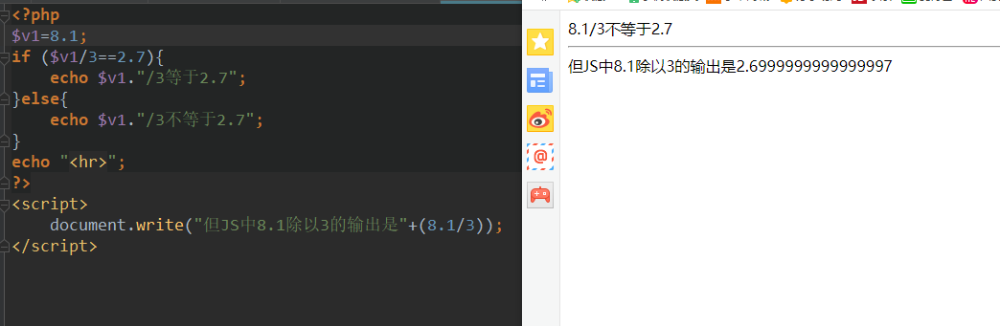 <?php
$v1=8.1;
if ($v1/3==2.7){
    echo $v1."/3等于2.7";
}else{
    echo $v1."/3不等于2.7";
}
echo "<hr>";
?>
<script>
    document.write("但JS中8.1除以3的输出是"+(8.1/3));
</script>
8.1/3不等于2.7
但JS中8.1除以3的输出是2.6999999999999997
@